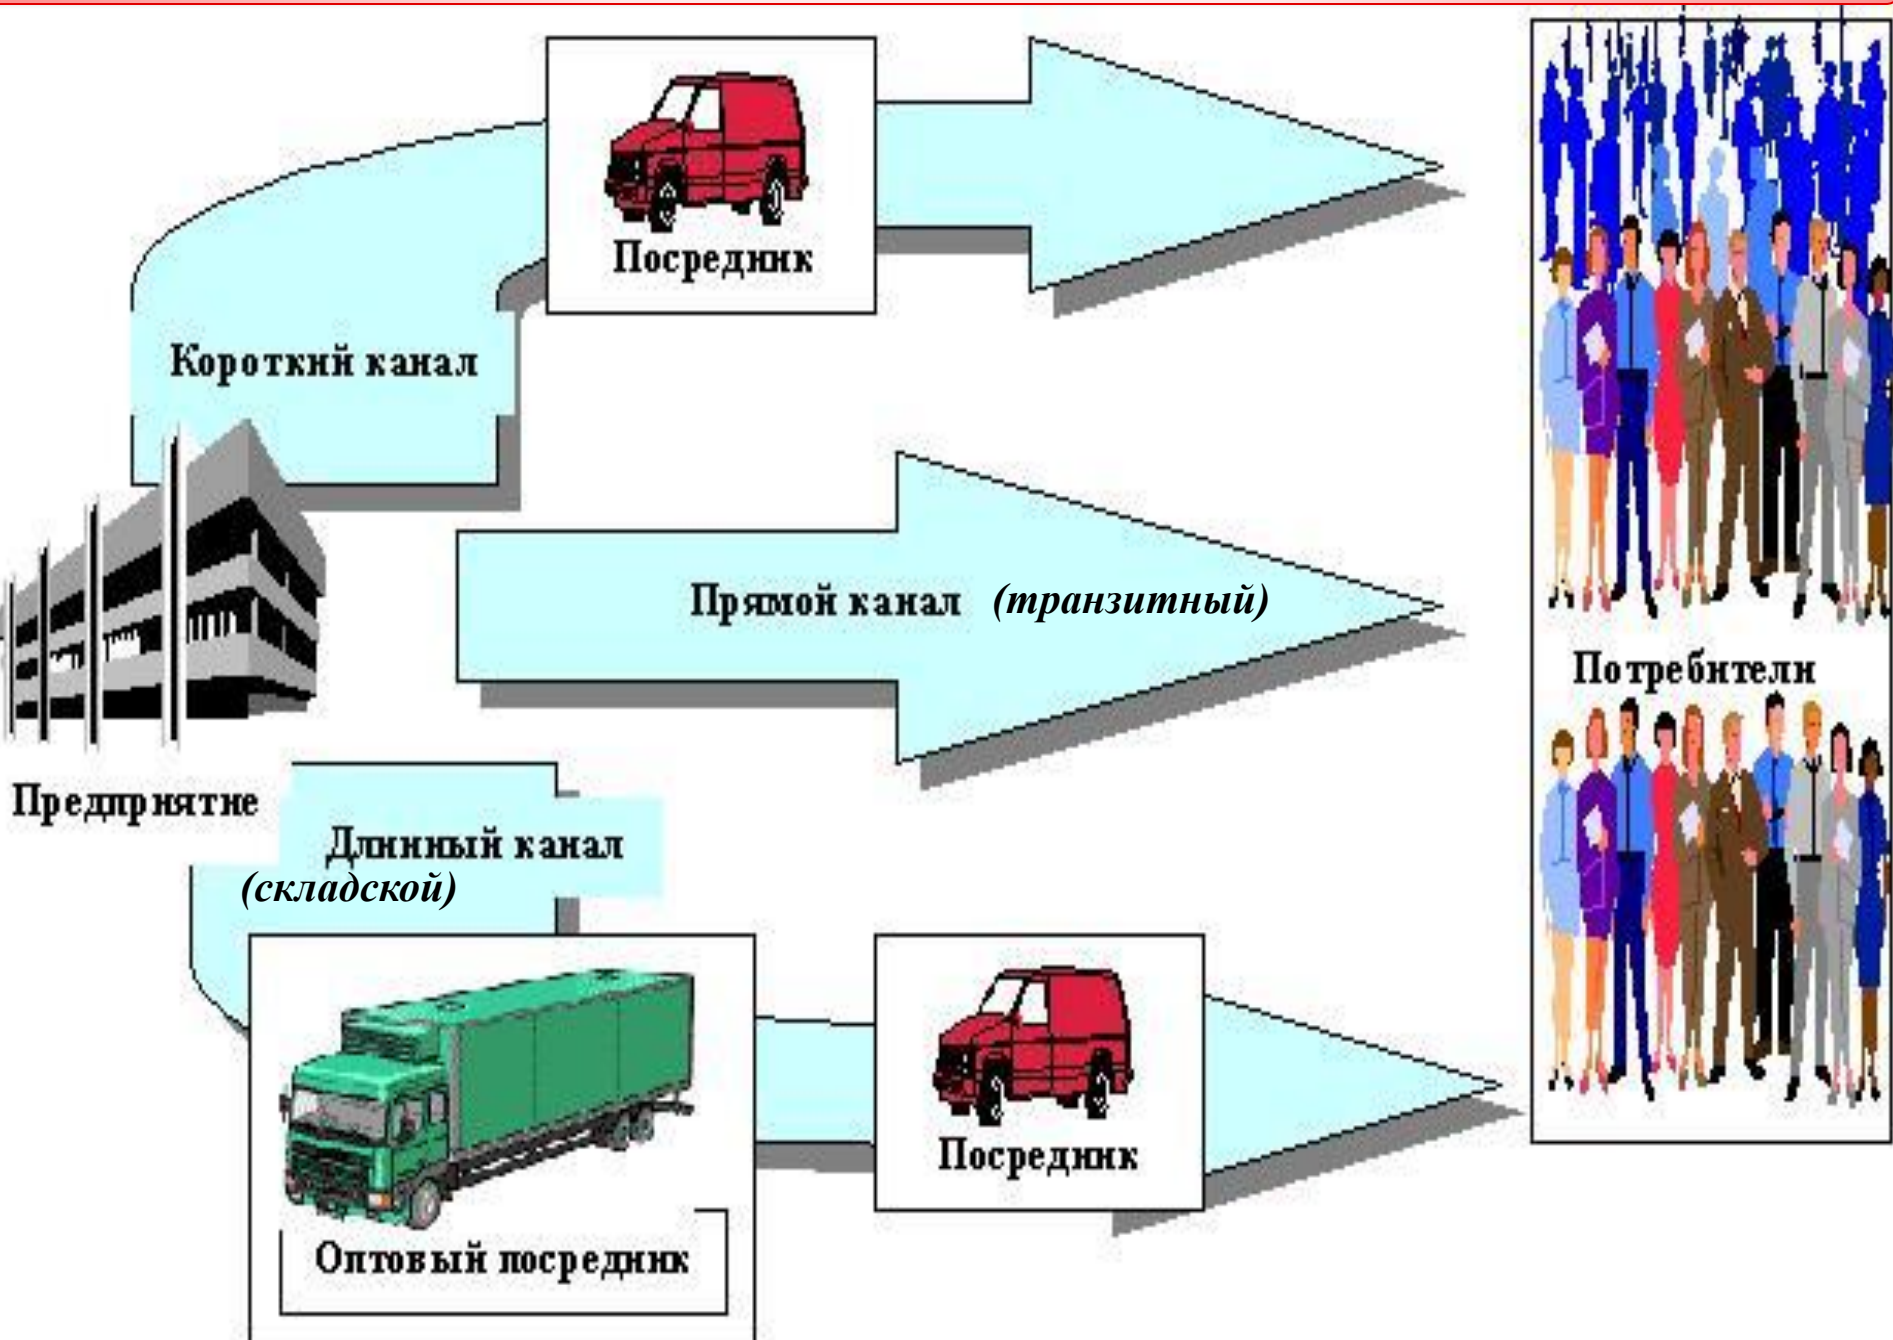 Посредник
Короткий канал
Прямой канал (транзитный)
Потребители
Предприятие
Длинный канал
(складской)
Посредник
Оптовый посредник